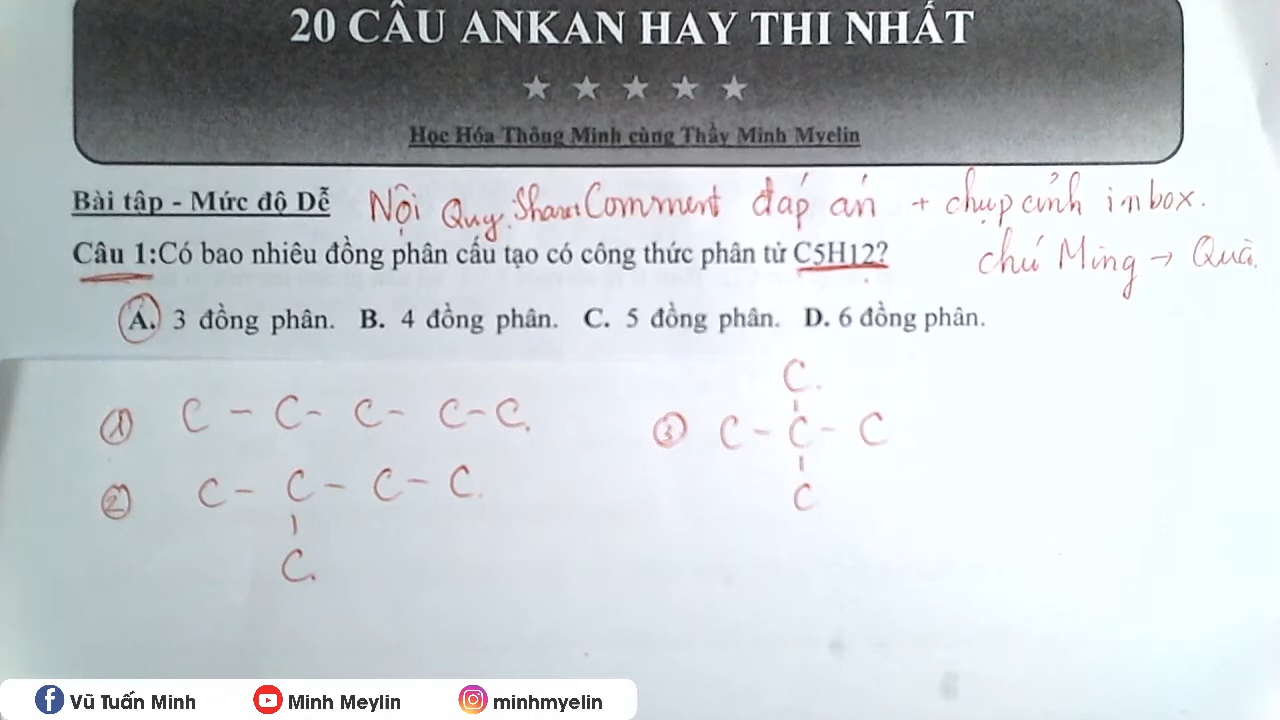 20 CÂU ANKAN HAY THI NHẤT
Học Hóa Thông Minh cùng Thầy Minh Myelin
Bài tập - Mức độ Dễ Nội Quy. Share Comment đáp án + chụp ảnh inbox.
chú Ming → Quà.
Câu 1:Có bao nhiêu đồng phân cấu tạo có công thức phân tử C5H12?
A. 3 đồng phân. B. 4 đồng phân. C. 5 đồng phân. D. 6 đồng phân.
① C - C - C - C - C.
② C - C - C - C.
C.
C.
③ C - C - C
C
Vũ Tuấn Minh Minh Meylin minhmyelin